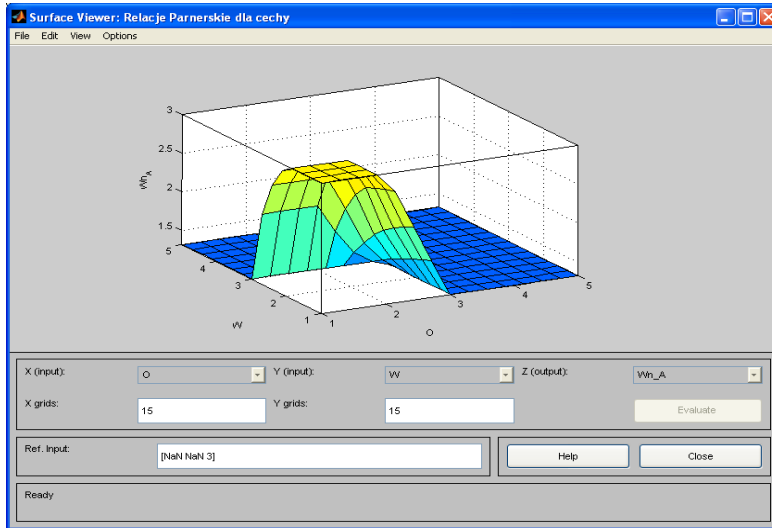 Surface Viewer: Relacje Parnerskie dla cechy
File Edit View Options
3
2.5
2
1.5
Wn_A
5
4
3
2
1
W
1
2
3
4
5
O
X (input): O Y (input): W Z (output): Wn_A
X grids: 15 Y grids: 15 Evaluate
Ref. Input: [NaN NaN 3] Help Close
Ready